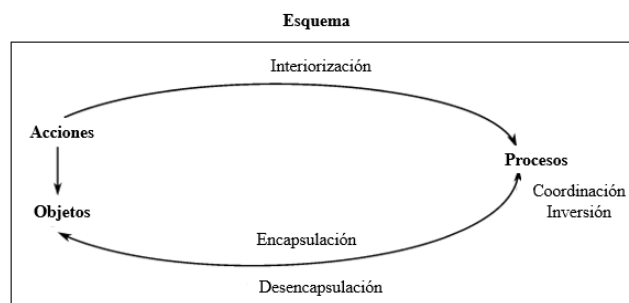 Esquema
Interiorización
Acciones
Procesos
Coordinación
Inversión
Objetos
Encapsulación
Desencapsulación